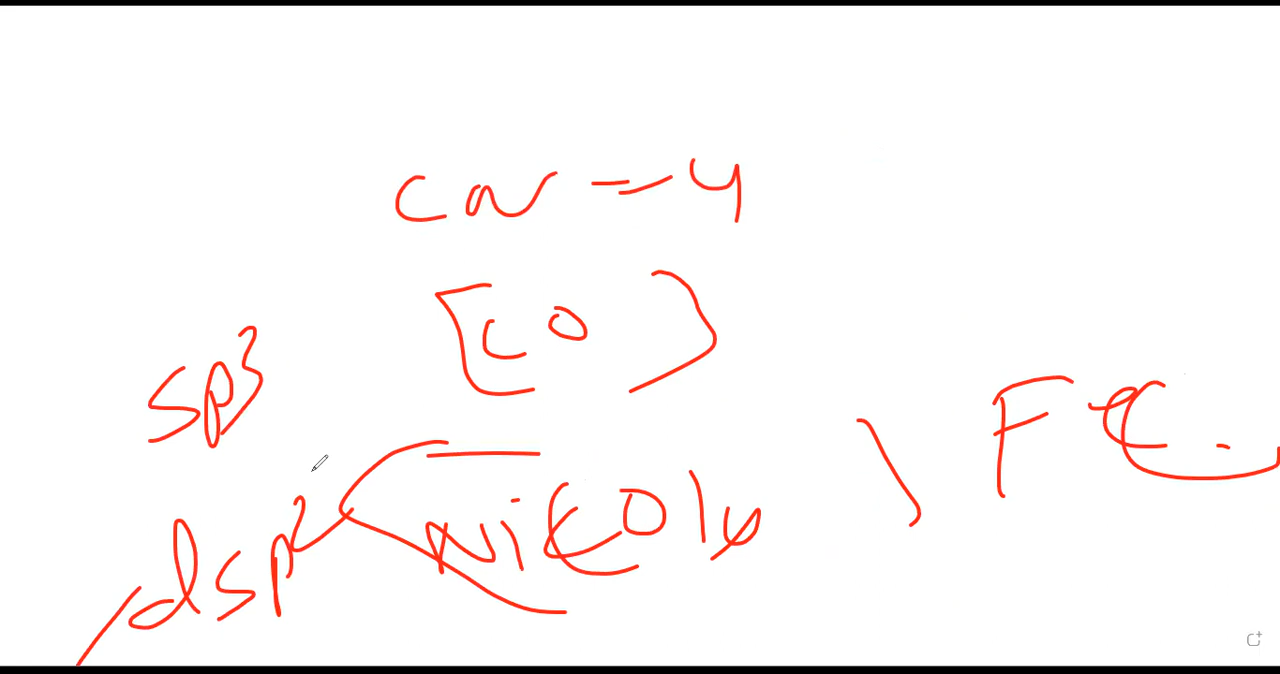 CN = 4
[CO]
sp3
Ni(CO)4
Fe(
dsp2